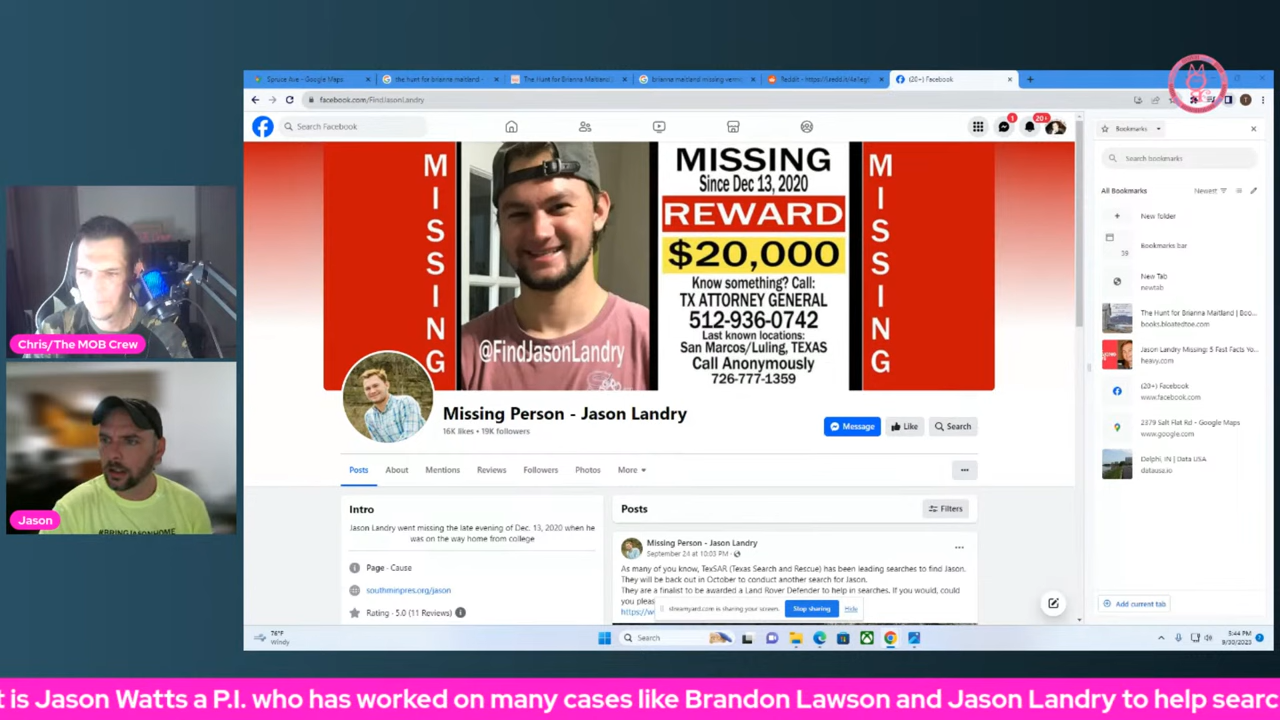 Spruce Ave - Google Maps
the hunt for brianna maitland -
The Hunt for Brianna Maitland |
brianna maitland missing vermo
(20+) Facebook
facebook.com/FindJasonLandry
Search Facebook
1
20+
T
M
I
S
S
I
N
G
@FindJasonLandry
MISSING
Since Dec 13, 2020
REWARD
$20,000
Know something? Call:
TX ATTORNEY GENERAL
512-936-0742
Last known locations:
San Marcos/Luling, TEXAS
Call Anonymously
726-777-1359
M
I
S
S
I
N
G
Missing Person - Jason Landry
16K likes • 19K followers
Message
Like
Search
Posts
About
Mentions
Reviews
Followers
Photos
More
Intro
Jason Landry went missing the late evening of Dec. 13, 2020 when he
was on the way home from college
Page · Cause
southminpres.org/jason
Rating · 5.0 (11 Reviews)
Posts
Filters
Missing Person - Jason Landry
September 24 at 10:03 PM
As many of you know, TexSAR (Texas Search and Rescue) has been leading searches to find Jason.
They will be back out in October to conduct another search for Jason.
They are a finalist to be awarded a Land Rover Defender to help in searches. If you would, could
you pleas
https://w
streamyard.com is sharing your screen.
Stop sharing
Hide
Bookmarks
Search bookmarks
All Bookmarks
Newest
New folder
Bookmarks bar
39
New Tab
newtab
The Hunt for Brianna Maitland | Boo...
books.bloatedtoe.com
Jason Landry Missing: 5 Fast Facts Yo...
heavy.com
(20+) Facebook
www.facebook.com
2379 Salt Flat Rd - Google Maps
www.google.com
Delphi, IN | Data USA
datausa.io
Add current tab
Chris/The MOB Crew
#BRINGJASONHOME
Jason
76°F
Windy
Search
5:44 PM
9/30/2023
t is Jason Watts a P.I. who has worked on many cases like Brandon Lawson and Jason Landry to help searc